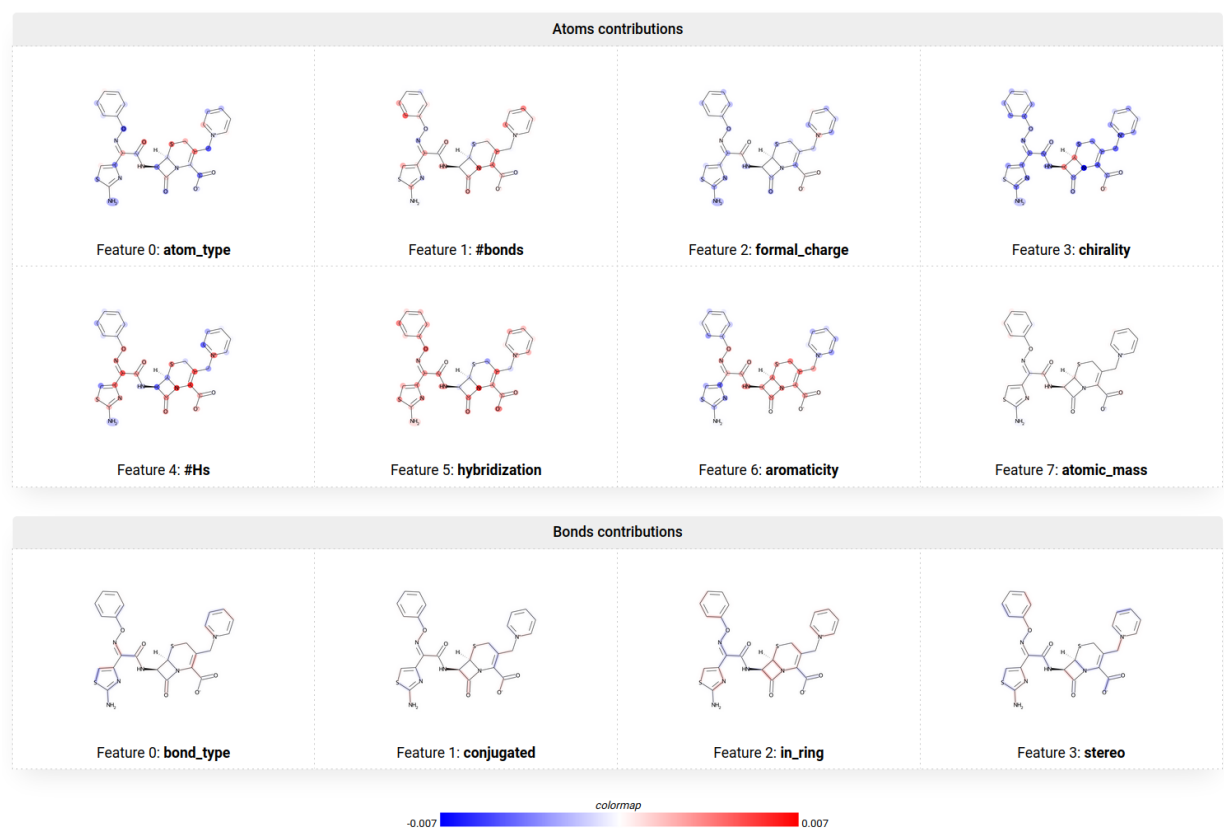 Atoms contributions
Feature 0: atom_type
Feature 1: #bonds
Feature 2: formal_charge
Feature 3: chirality
Feature 4: #Hs
Feature 5: hybridization
Feature 6: aromaticity
Feature 7: atomic_mass
Bonds contributions
Feature 0: bond_type
Feature 1: conjugated
Feature 2: in_ring
Feature 3: stereo
colormap
-0.007
0.007